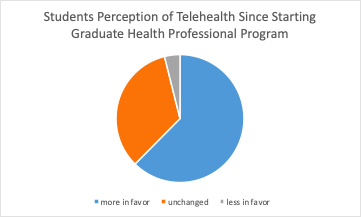 Students Perception of Telehealth Since Starting
Graduate Health Professional Program
more in favor unchanged less in favor